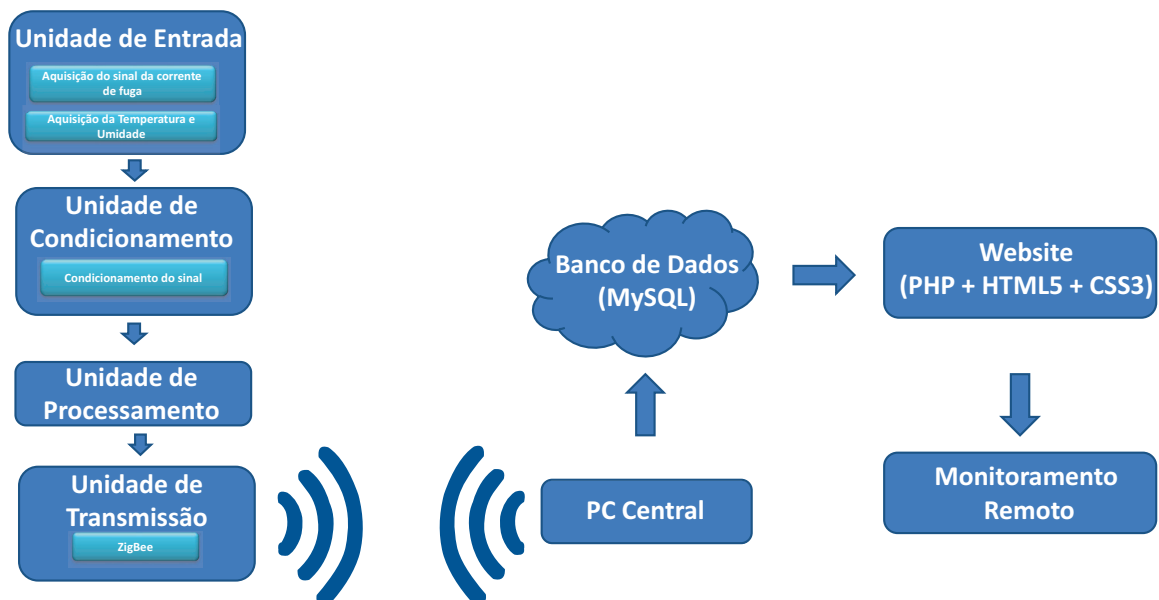 Unidade de Entrada
Aquisição do sinal da corrente
de fuga
Aquisição da Temperatura e
Umidade
Unidade de
Condicionamento
Condicionamento do sinal
Unidade de
Processamento
Unidade de
Transmissão
ZigBee
PC Central
Banco de Dados
(MySQL)
Website
(PHP + HTML5 + CSS3)
Monitoramento
Remoto